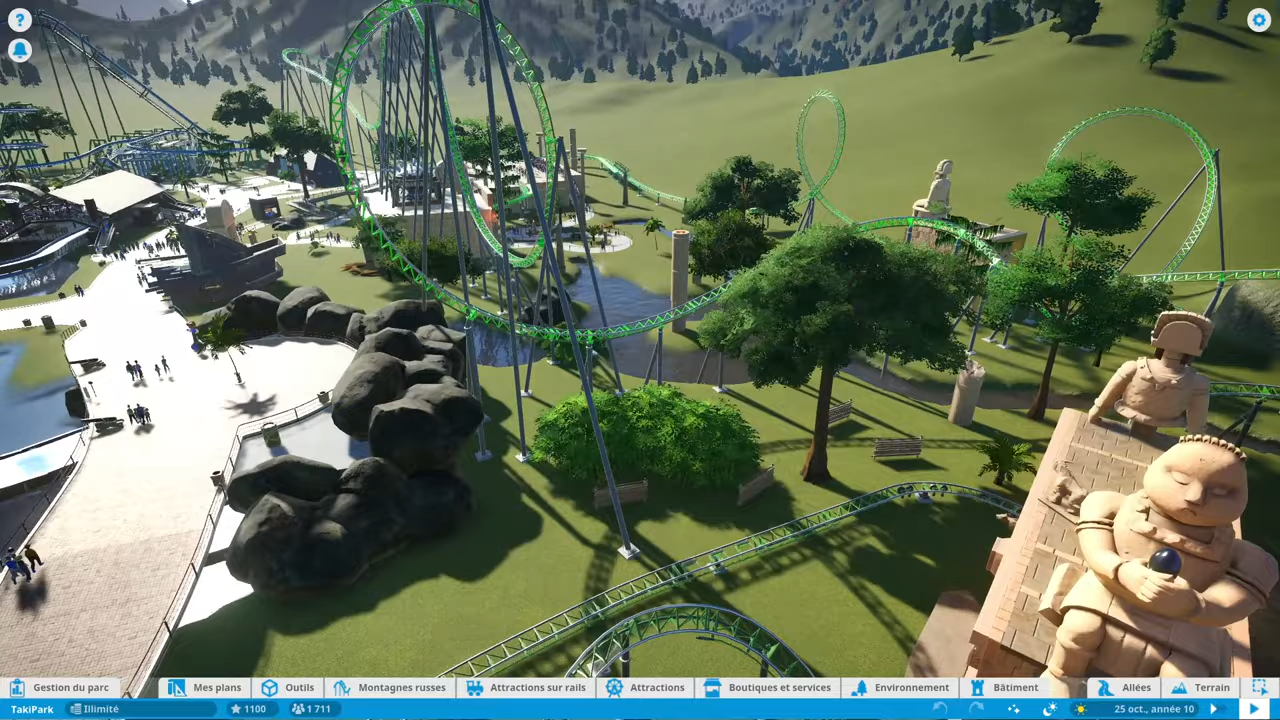 ?
Gestion du parc
Mes plans
Outils
Montagnes russes
Attractions sur rails
Attractions
Boutiques et services
Environnement
Bâtiment
Allées
Terrain
TakiPark
Illimité
1100
1 711
25 oct., année 10